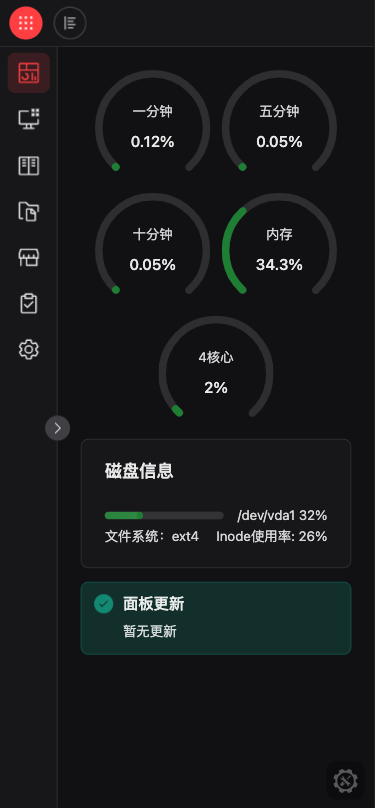 一分钟
0.12%
五分钟
0.05%
十分钟
0.05%
内存
34.3%
4核心
2%
磁盘信息
/dev/vda1 32%
文件系统：ext4 Inode使用率: 26%
面板更新
暂无更新